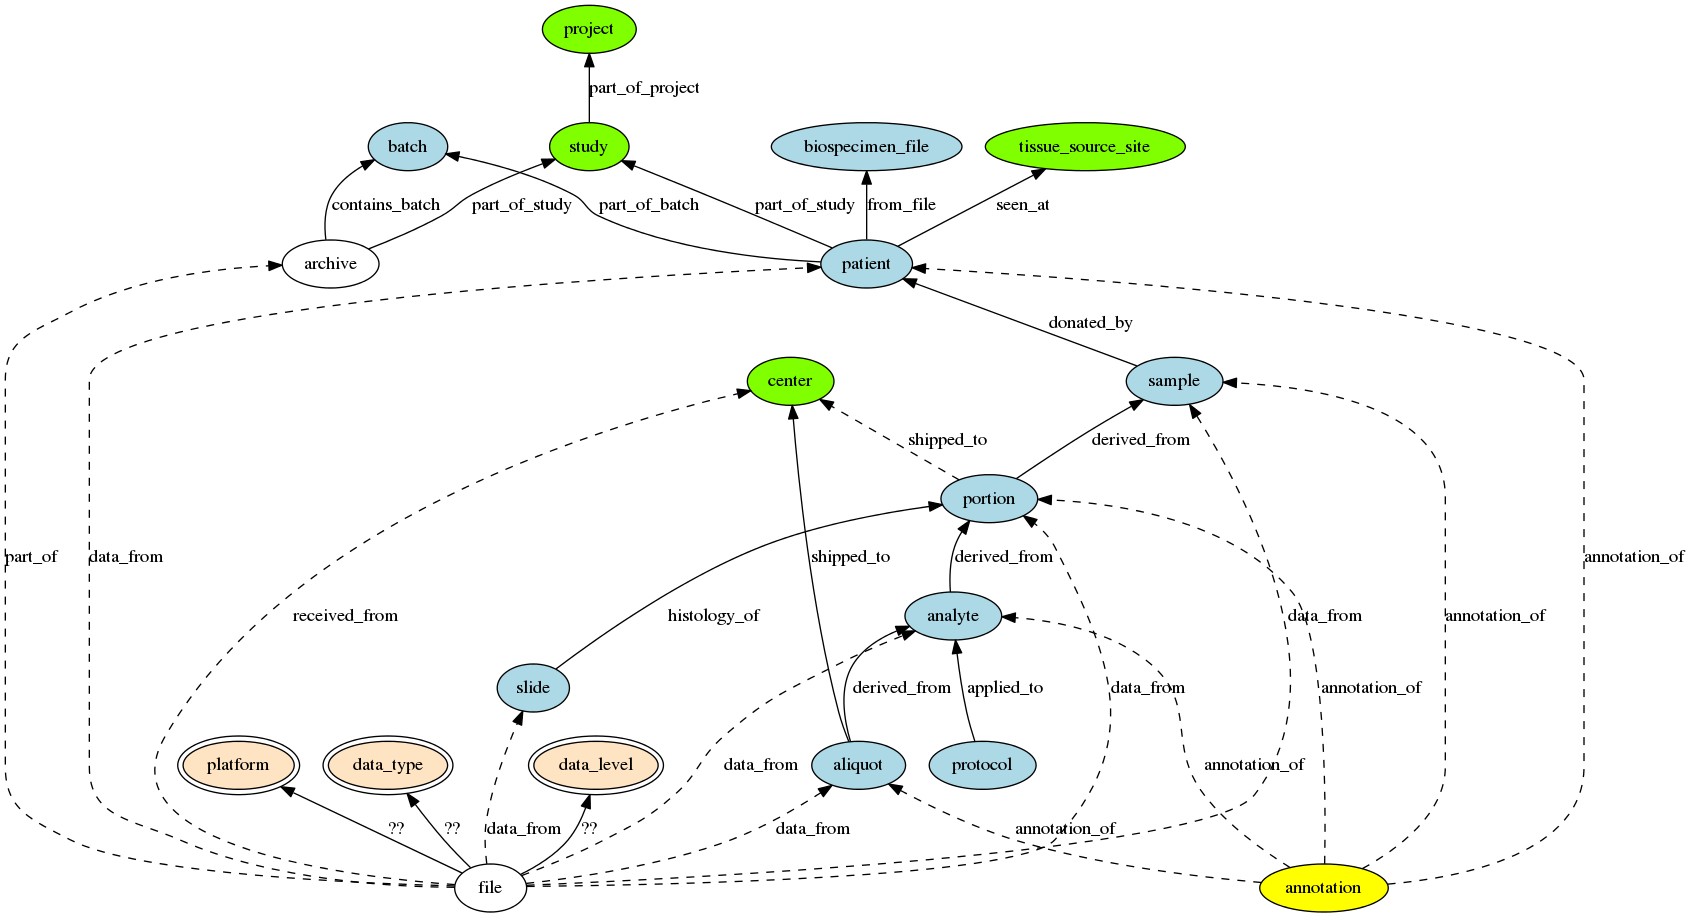 project
part_of_project
batch
study
biospecimen_file
tissue_source_site
contains_batch
part_of_study
part_of_batch
part_of_study
from_file
seen_at
archive
patient
donated_by
center
sample
shipped_to
derived_from
portion
part_of
data_from
shipped_to
derived_from
annotation_of
received_from
histology_of
analyte
data_from
annotation_of
slide
derived_from
applied_to
data_from
annotation_of
platform
data_type
data_level
data_from
aliquot
protocol
annotation_of
??
??
data_from
??
data_from
annotation_of
file
annotation